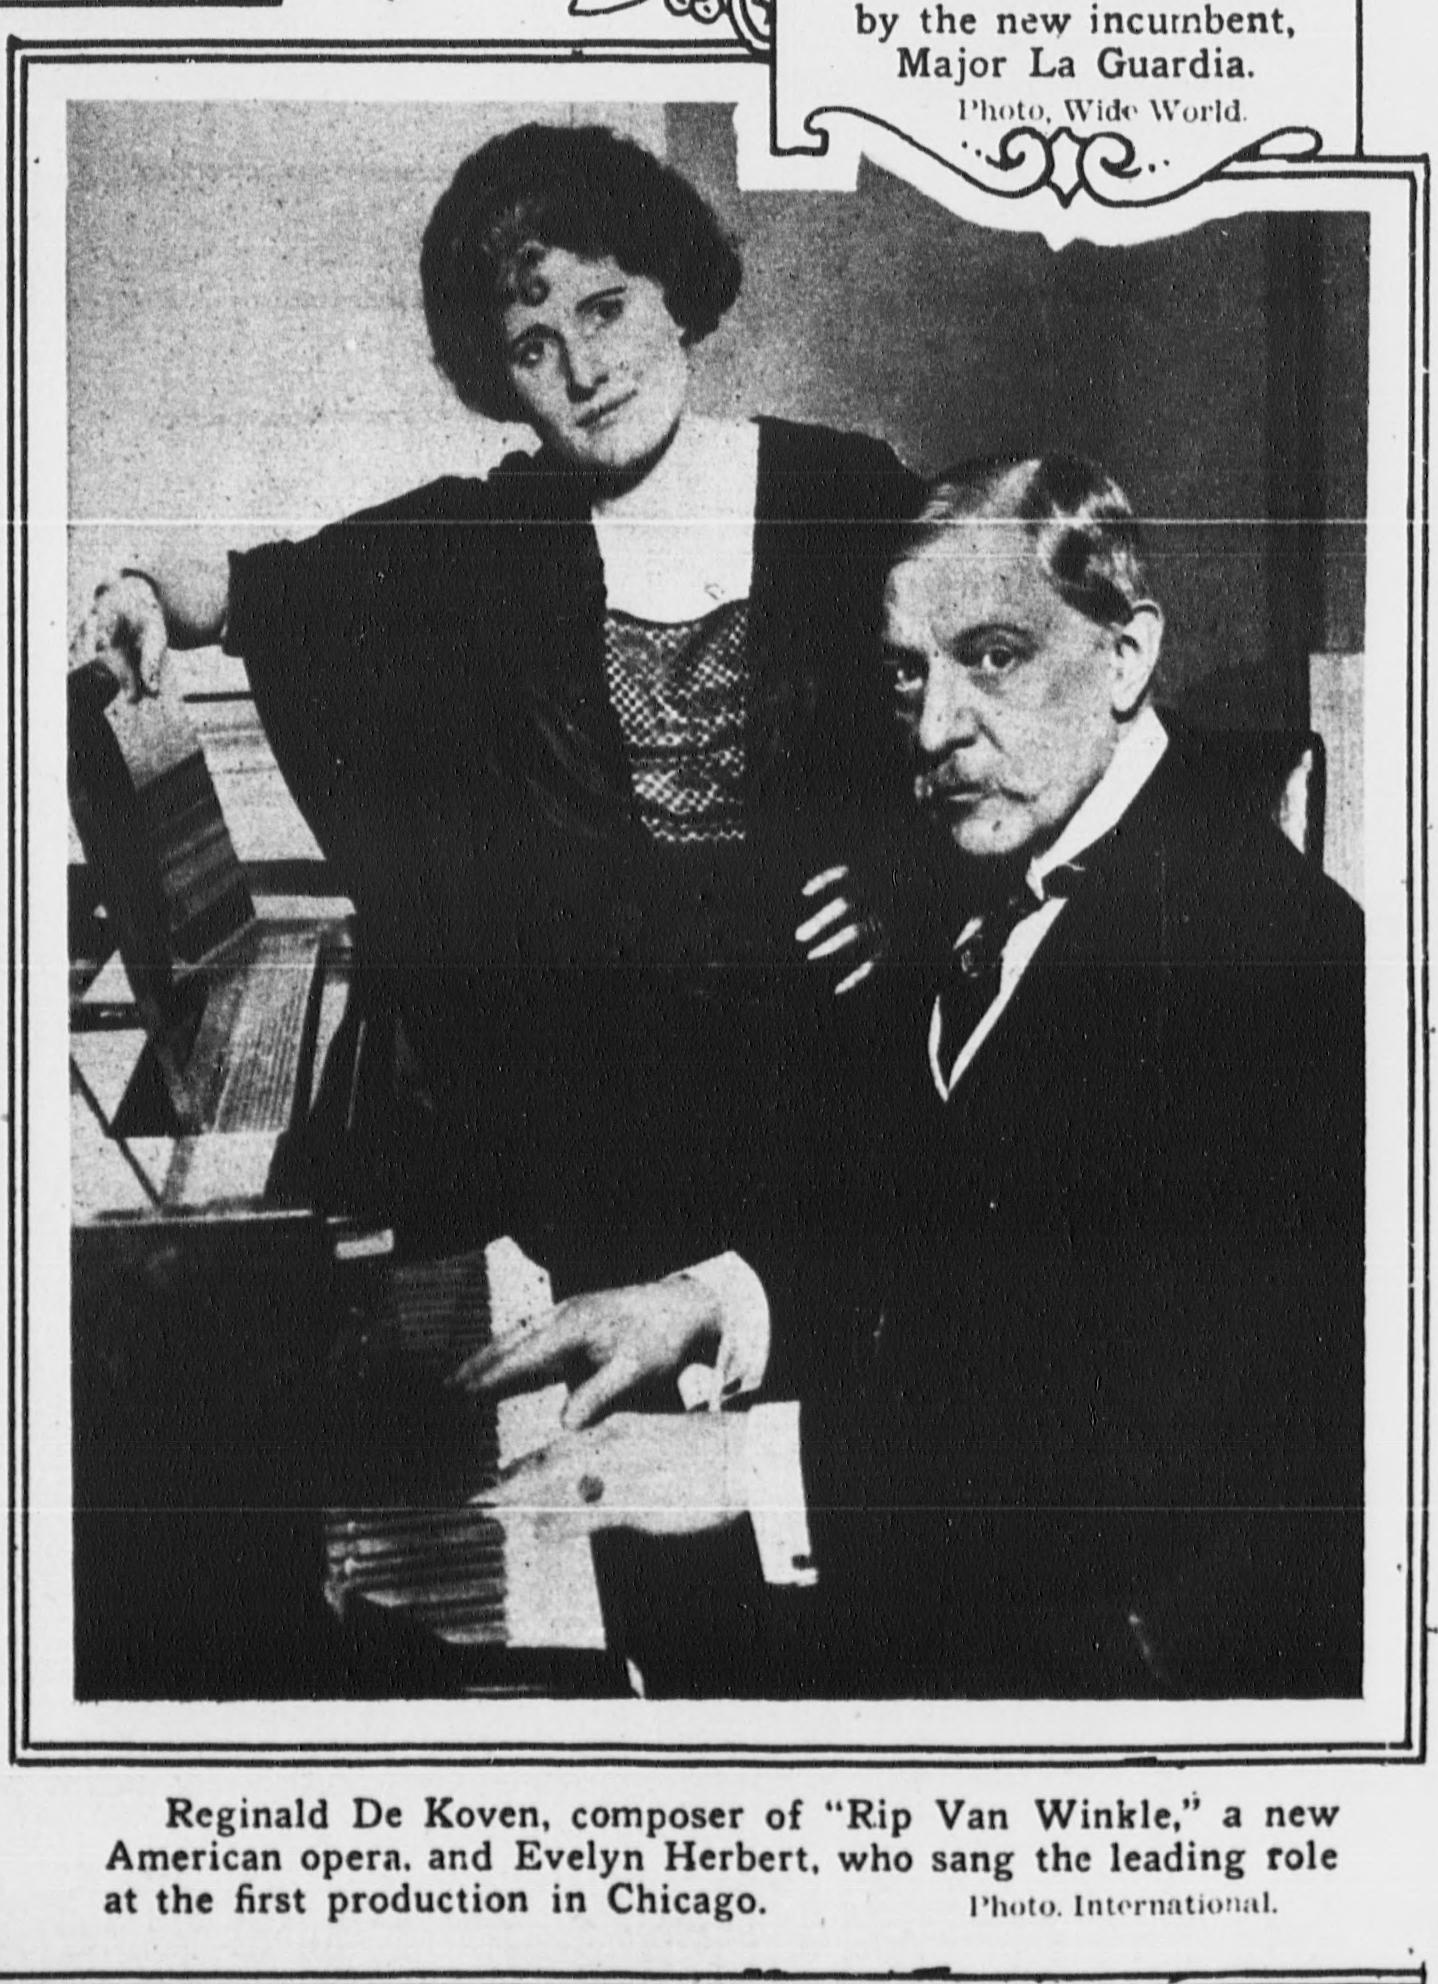 by the new incumbent,
Major La Guardia.
Photo, Wide World.
Reginald De Koven, composer of “Rip Van Winkle,” a new
American opera, and Evelyn Herbert, who sang the leading role
at the first production in Chicago.
Photo. International.